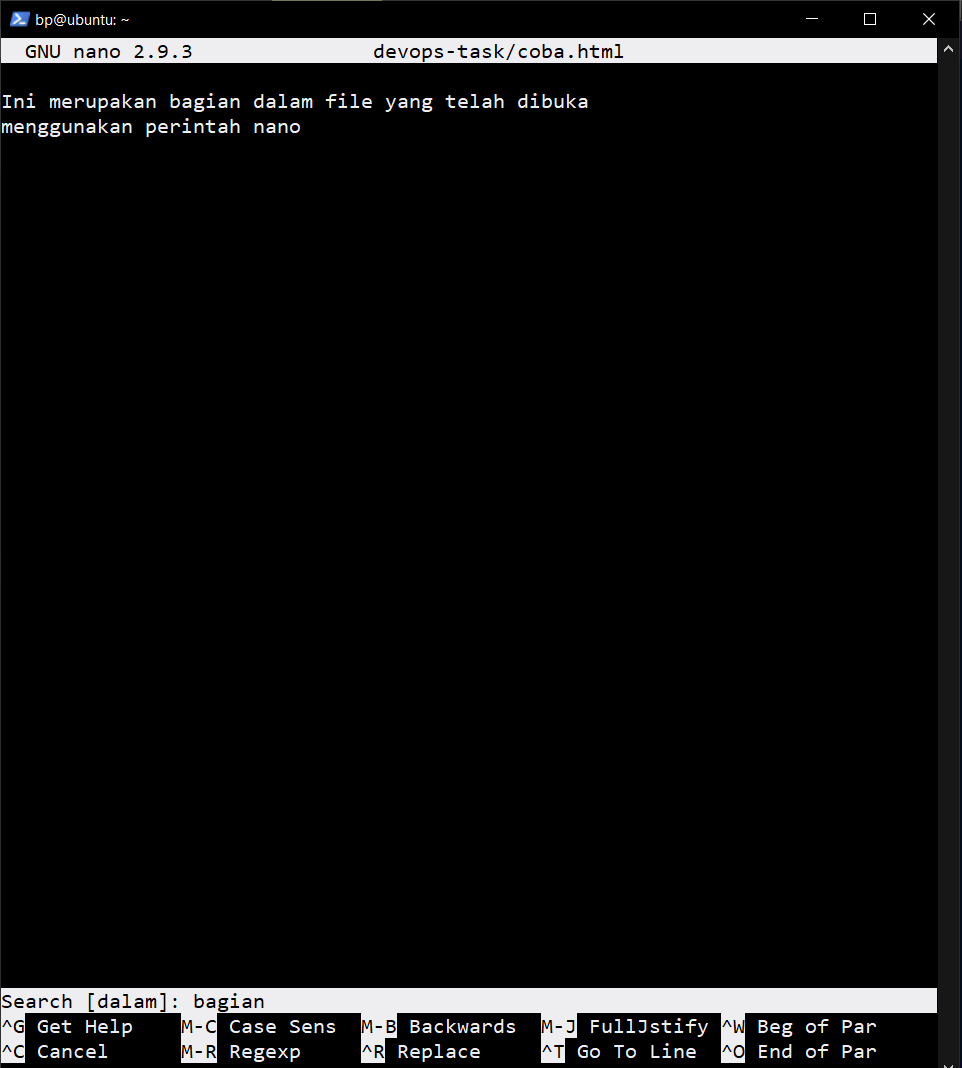 bp@ubuntu: ~
GNU nano 2.9.3 devops-task/coba.html
Ini merupakan bagian dalam file yang telah dibuka
menggunakan perintah nano
Search [dalam]: bagian
^G Get Help M-C Case Sens M-B Backwards M-J FullJstify ^W Beg of Par
^C Cancel M-R Regexp ^R Replace ^T Go To Line ^O End of Par